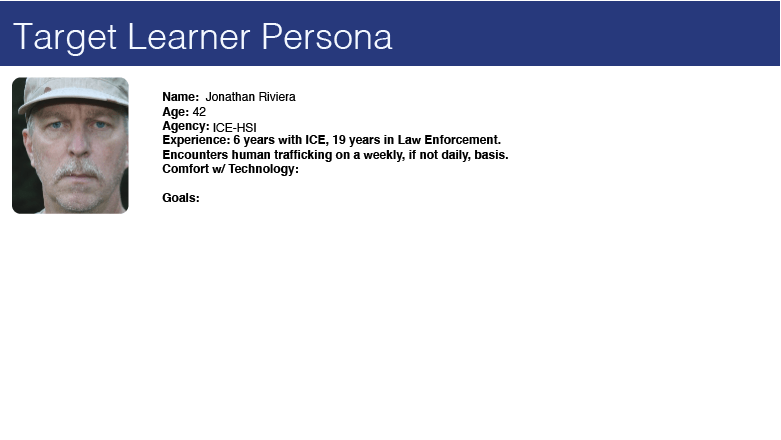 Target Learner Persona
Name: Jonathan Riviera
Age: 42
Agency: ICE-HSI
Experience: 6 years with ICE, 19 years in Law Enforcement.
Encounters human trafficking on a weekly, if not daily, basis.
Comfort w/ Technology:
Goals: